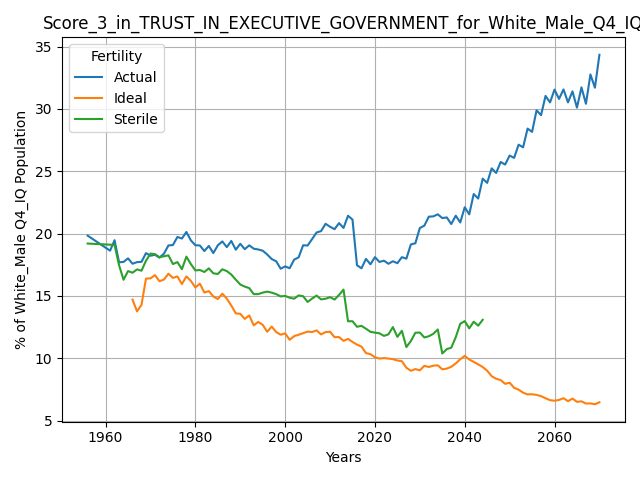 Score_3_in_TRUST_IN_EXECUTIVE_GOVERNMENT_for_White_Male_Q4_IQ
35
30
25
20
15
10
5
Fertility
Actual
Ideal
Sterile
% of White_Male Q4_IQ Population
1960 1980 2000 2020 2040 2060
Years